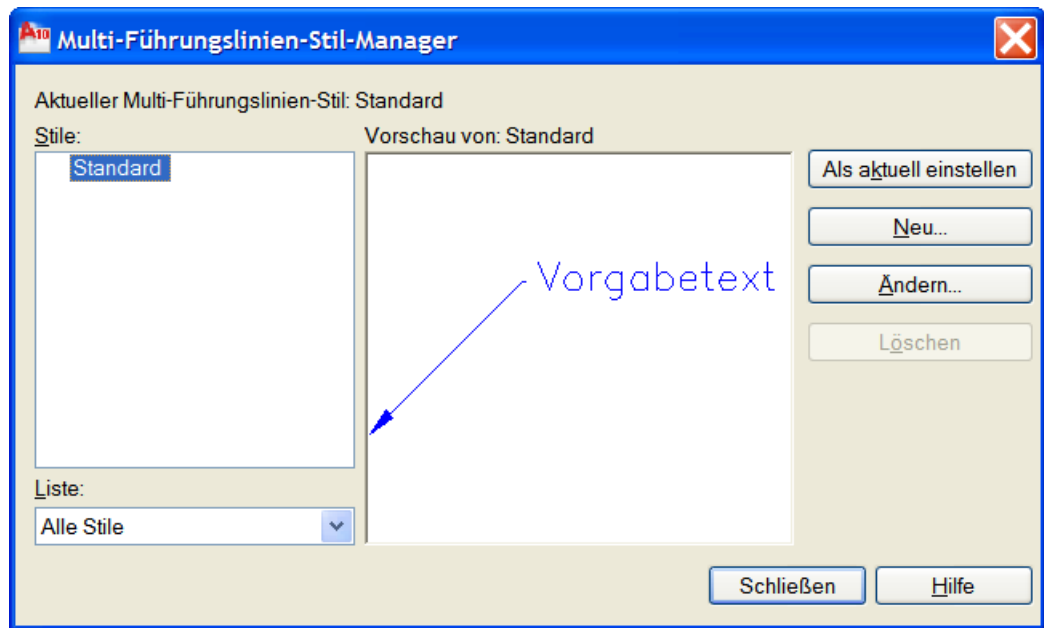 A10 Multi-Führungslinien-Stil-Manager
Aktueller Multi-Führungslinien-Stil: Standard
Stile:
Standard
Liste:
Alle Stile
Vorschau von: Standard
Vorgabetext
Als aktuell einstellen
Neu...
Ändern...
Löschen
Schließen
Hilfe